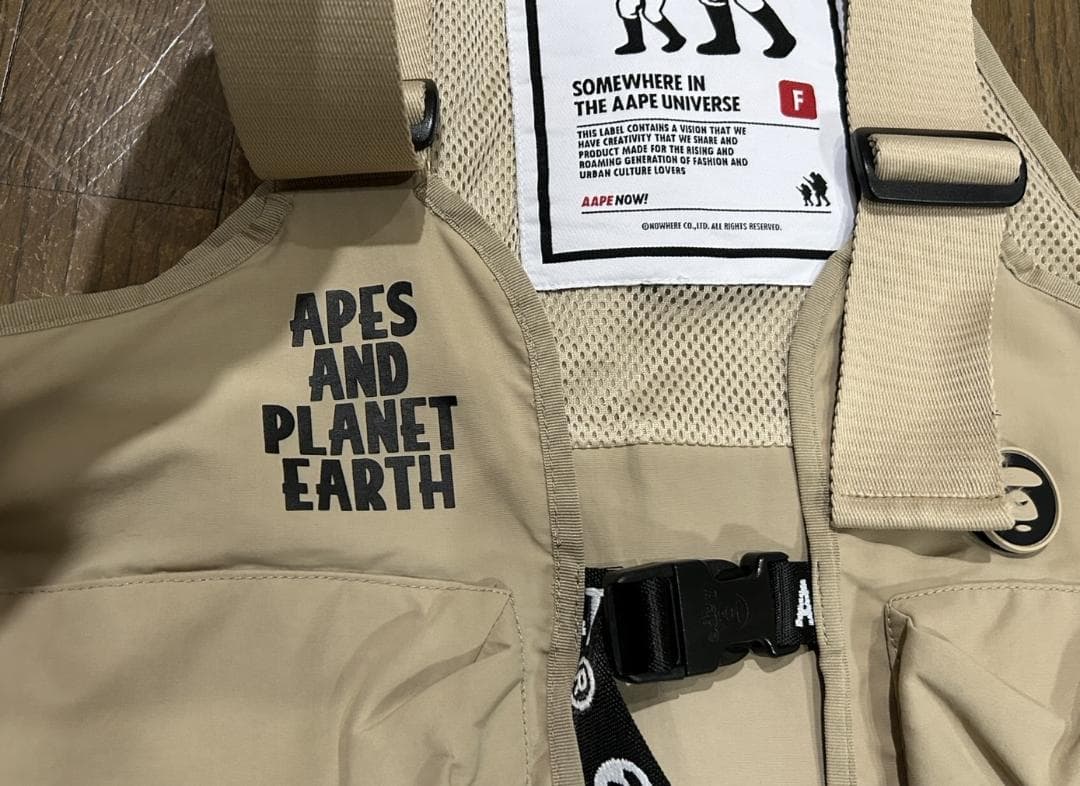 SOMEWHERE IN
THE AAPE UNIVERSE
F
THIS LABEL CONTAINS A VISION THAT WE
HAVE CREATIVITY THAT WE SHARE AND
PRODUCT MADE FOR THE RISING AND
ROAMING GENERATION OF FASHION AND
URBAN CULTURE LOVERS
AAPE NOW!
©NOWHERE CO.,LTD. ALL RIGHTS RESERVED.
APES
AND
PLANET
EARTH
A
®